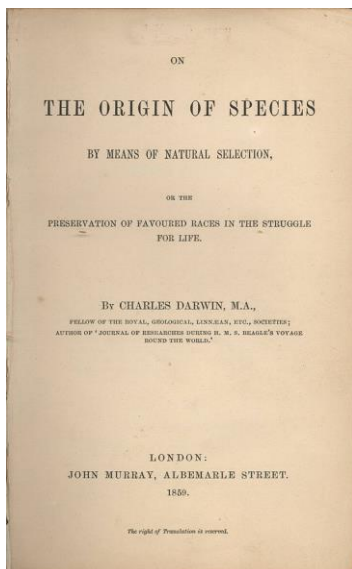 ON
THE ORIGIN OF SPECIES
BY MEANS OF NATURAL SELECTION,
OR THE
PRESERVATION OF FAVOURED RACES IN THE STRUGGLE
FOR LIFE.
BY CHARLES DARWIN, M.A.,
FELLOW OF THE ROYAL, GEOLOGICAL, LINNÆAN, ETC., SOCIETIES;
AUTHOR OF 'JOURNAL OF RESEARCHES DURING H. M. S. BEAGLE'S VOYAGE
ROUND THE WORLD.'
LONDON:
JOHN MURRAY, ALBEMARLE STREET.
1859.
The right of Translation is reserved.